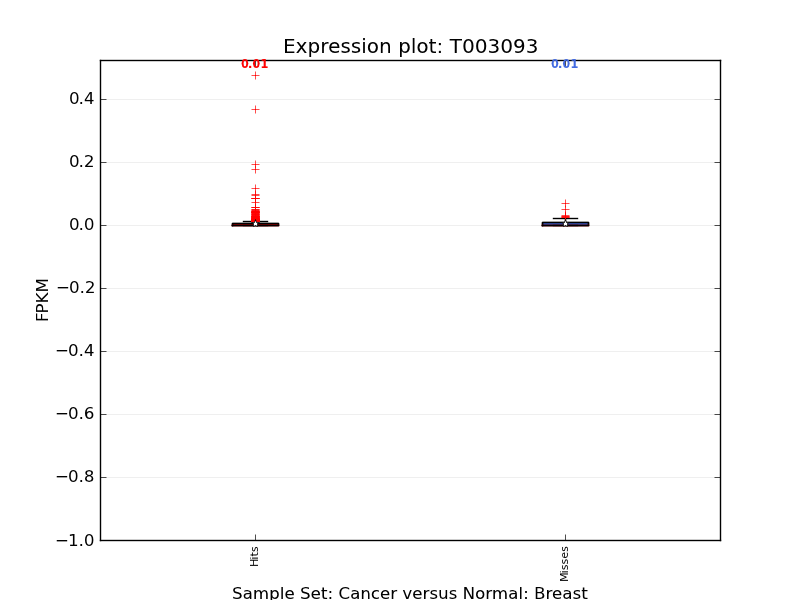 Expression plot: T003093
0.01
0.01
0.4
0.2
0.0
−0.2
−0.4
−0.6
−0.8
−1.0
FPKM
Hits
Misses
Sample Set: Cancer versus Normal: Breast